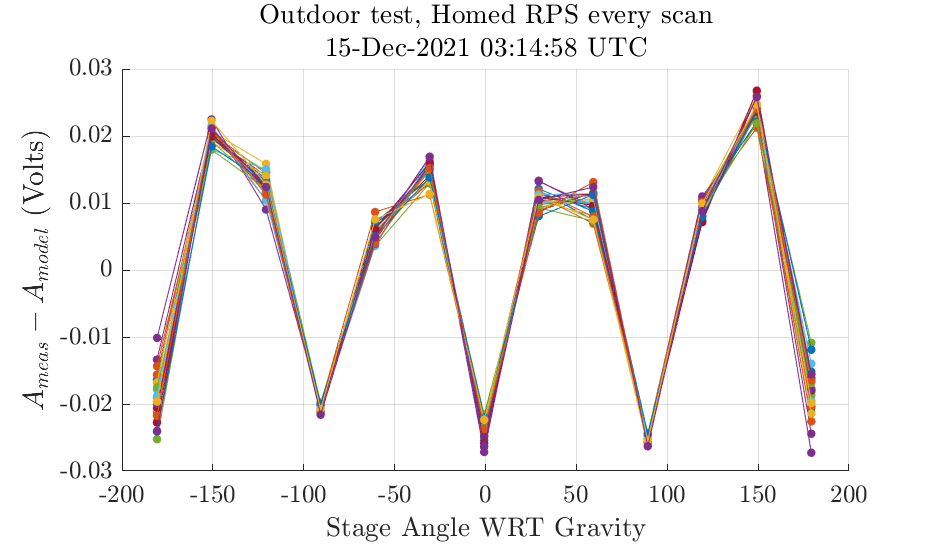 Outdoor test, Homed RPS every scan
15-Dec-2021 03:14:58 UTC
A_meas − A_model (Volts)
0.03
0.02
0.01
0
-0.01
-0.02
-0.03
-200 -150 -100 -50 0 50 100 150 200
Stage Angle WRT Gravity